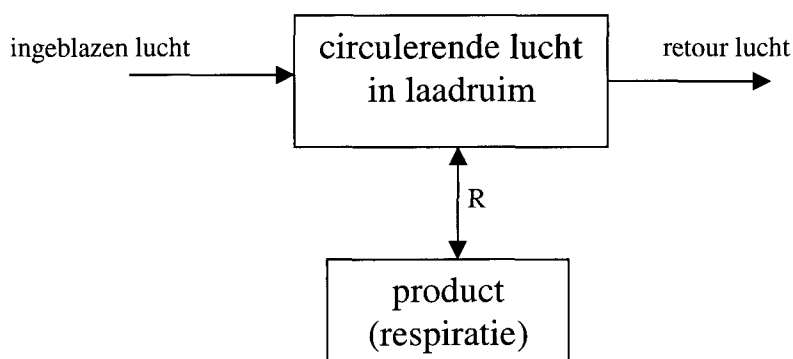 ingeblazen lucht
circulerende lucht
in laadruim
retour lucht
R
product
(respiratie)